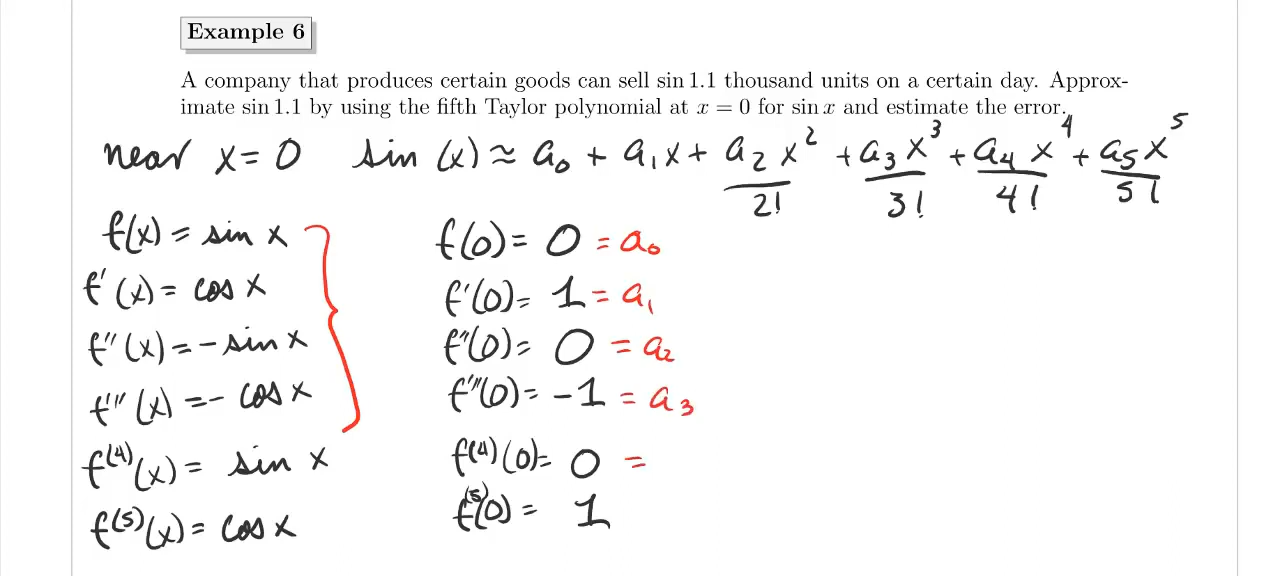 Example 6
A company that produces certain goods can sell sin 1.1 thousand units on a certain day. Approx-
imate sin 1.1 by using the fifth Taylor polynomial at x = 0 for sin x and estimate the error.
near x = 0 sin (x) ≈ a₀ + a₁x + a₂x²/2! + a₃x³/3! + a₄x⁴/4! + a₅x⁵/5!
f(x) = sin x f(0) = 0 = a₀
f'(x) = cos x f'(0) = 1 = a₁
f''(x) = - sin x f''(0) = 0 = a₂
f'''(x) = - cos x f'''(0) = -1 = a₃
f⁽⁴⁾(x) = sin x f⁽⁴⁾(0) = 0 =
f⁽⁵⁾(x) = cos x f⁽⁵⁾(0) = 1